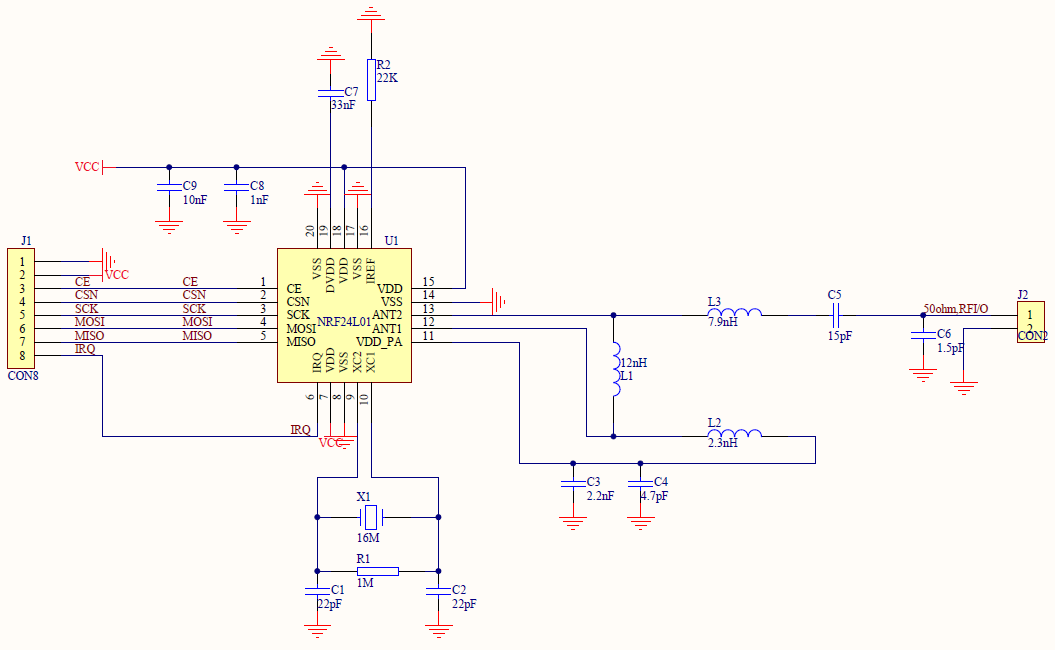 R2
22K
C7
33nF
VCC
C9
10nF
C8
1nF
20
19
18
17
16
J1
U1
1
2
3
4
5
6
7
8
VCC
CE
CSN
SCK
MOSI
MISO
IRQ
CON8
CE
CSN
SCK
MOSI
MISO
1
2
3
4
5
VSS
DVDD
VDD
VSS
IREF
CE
CSN
SCK
MOSI
MISO
NRF24L01
VDD
VSS
ANT2
ANT1
VDD_PA
15
14
13
12
11
IRQ
VDD
VSS
XC2
XC1
6
7
8
9
10
IRQ
VCC
L3
7.9nH
C5
15pF
50ohm,RFI/O
J2
1
2
CON2
C6
1.5pF
12nH
L1
L2
2.3nH
C3
2.2nF
C4
4.7pF
X1
16M
R1
1M
C1
22pF
C2
22pF